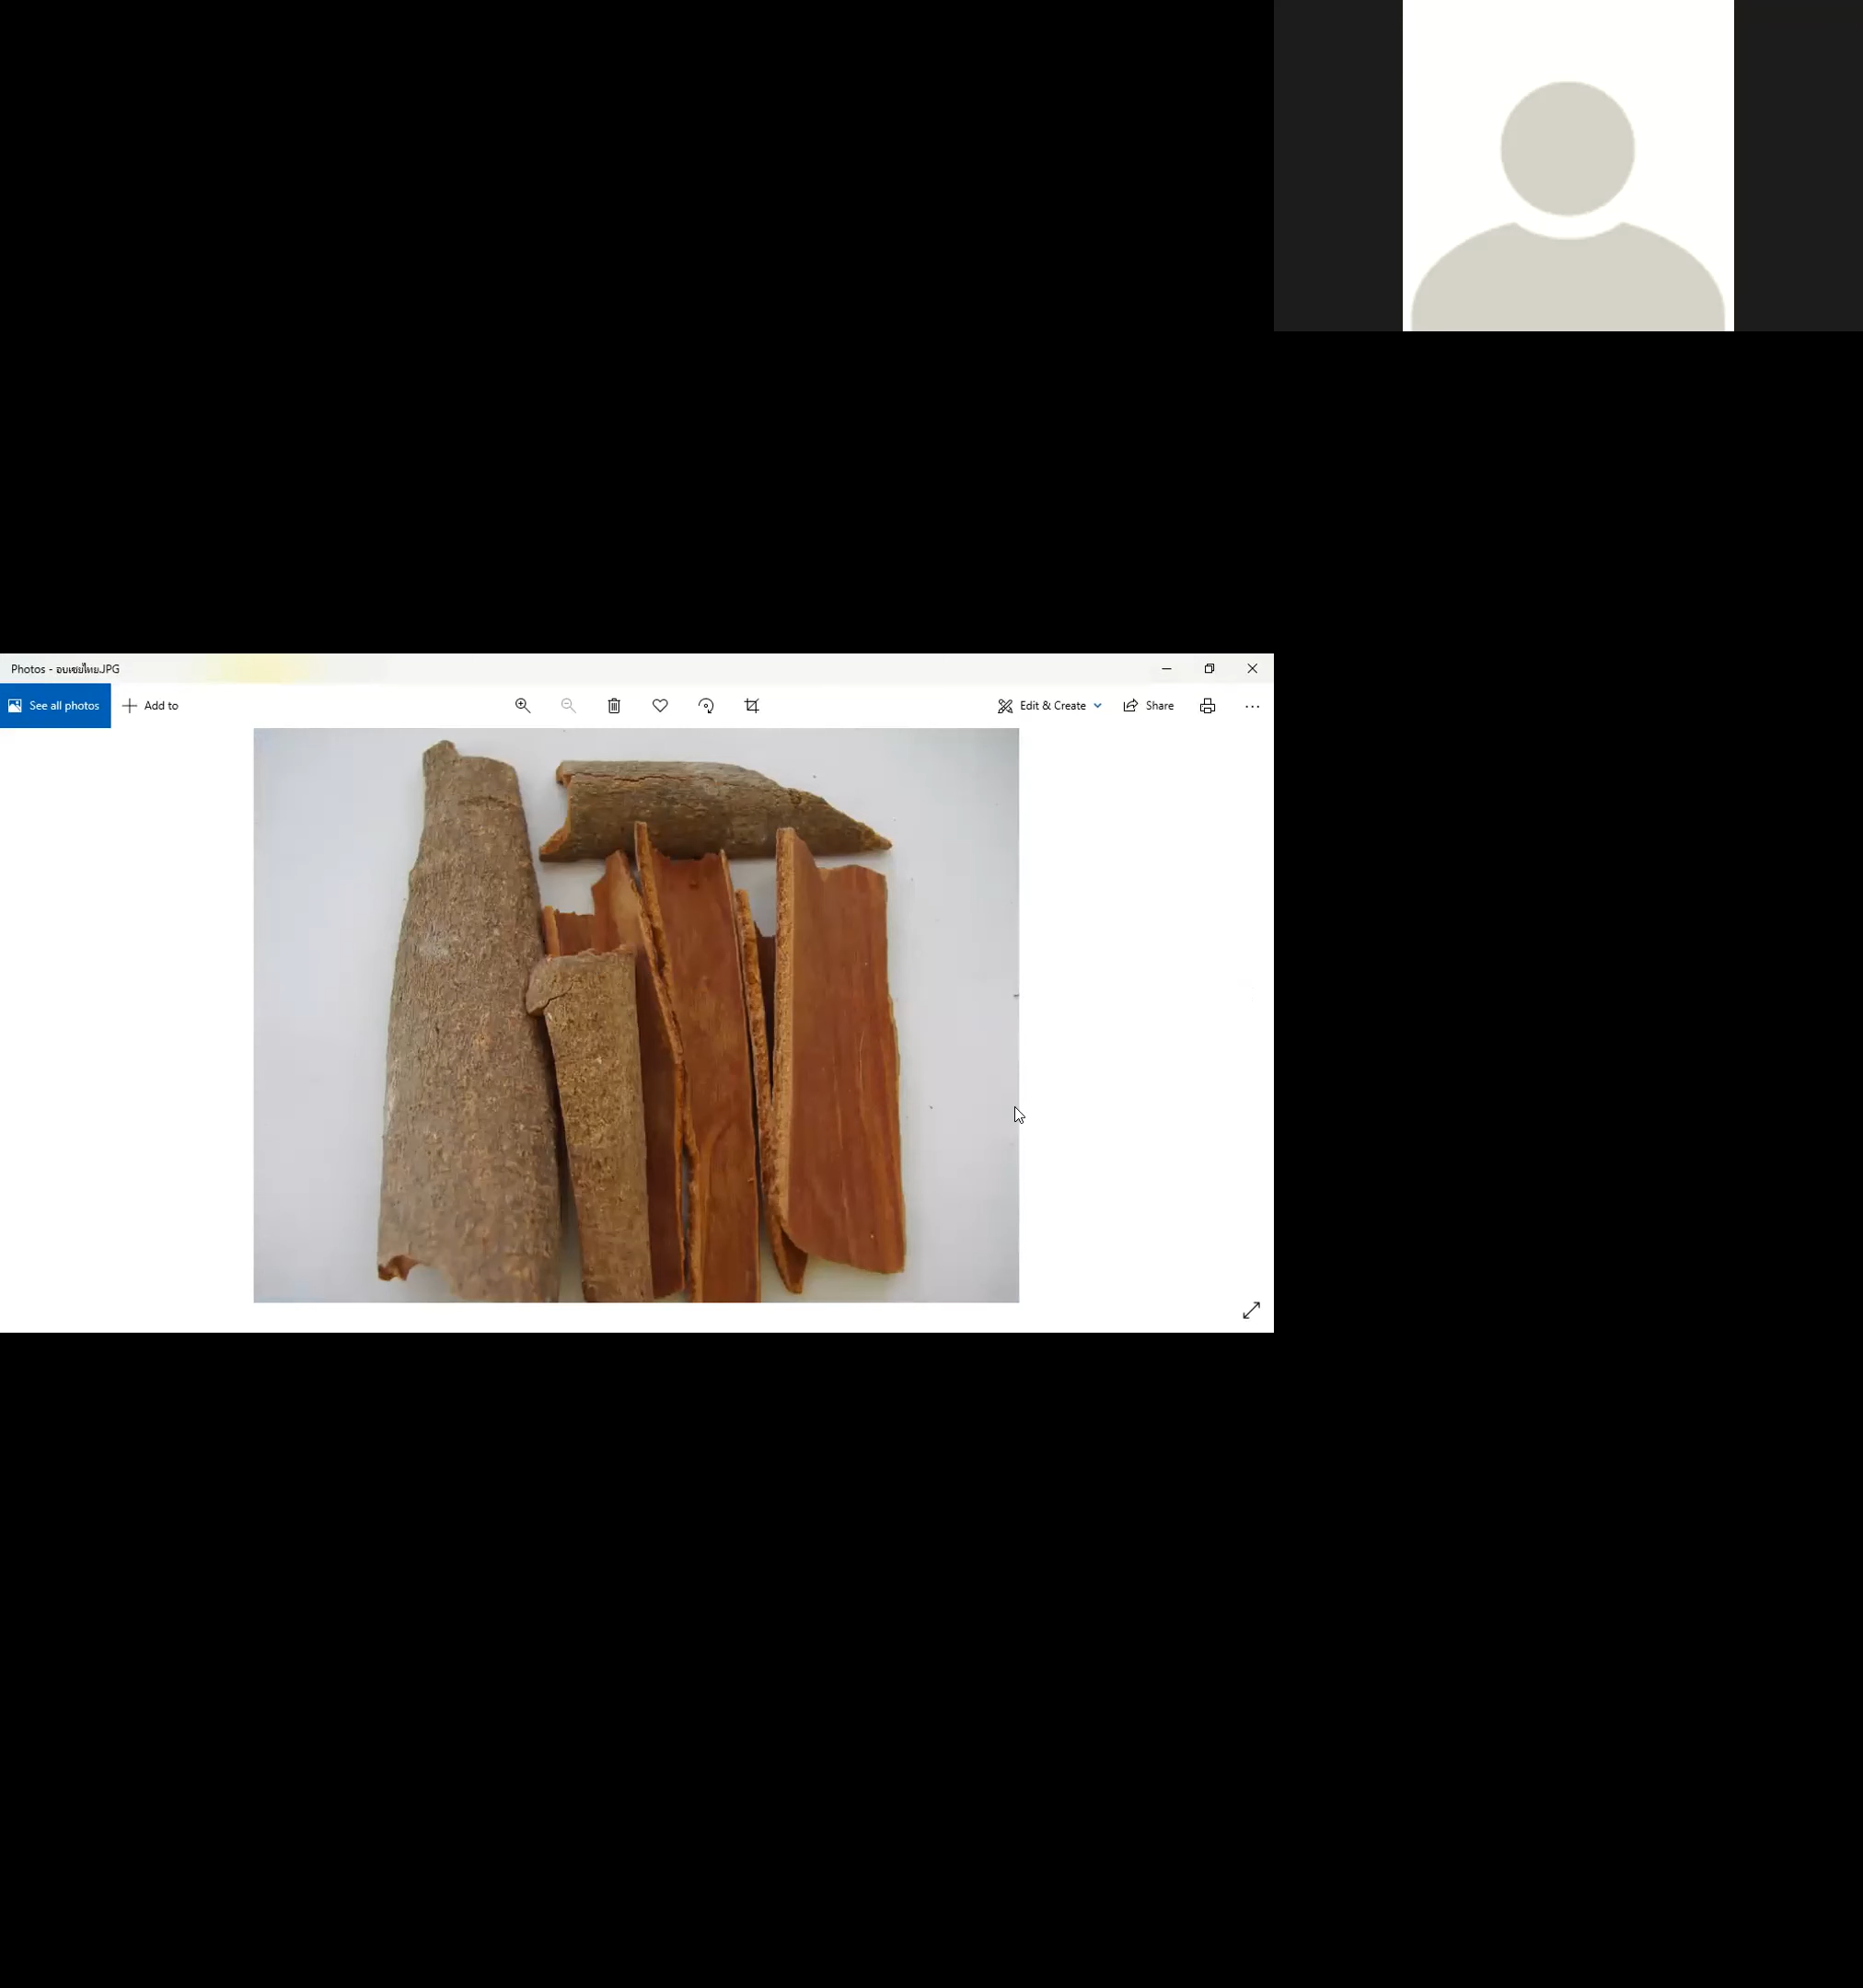 Photos - อบเชยไทย.JPG
See all photos
Add to
Edit & Create
Share